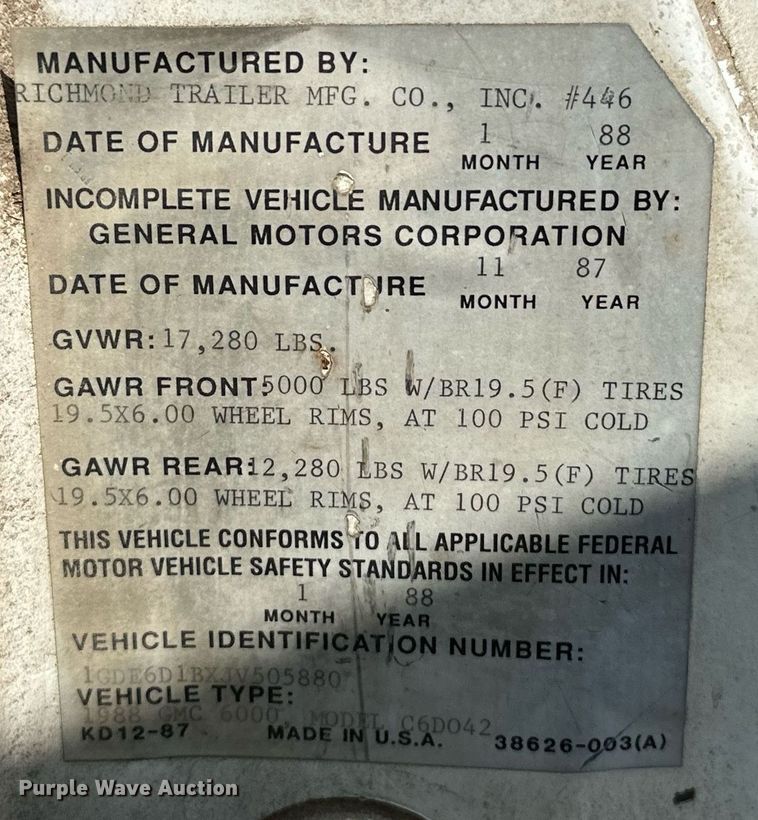 MANUFACTURED BY:
RICHMOND TRAILER MFG. CO., INC. #446
DATE OF MANUFACTURE 1 88
MONTH YEAR
INCOMPLETE VEHICLE MANUFACTURED BY:
GENERAL MOTORS CORPORATION
DATE OF MANUFACTURE 11 87
MONTH YEAR
GVWR: 17,280 LBS.
GAWR FRONT: 5000 LBS W/BR19.5(F) TIRES
19.5X6.00 WHEEL RIMS, AT 100 PSI COLD
GAWR REAR: 12,280 LBS W/BR19.5(F) TIRES
19.5X6.00 WHEEL RIMS, AT 100 PSI COLD
THIS VEHICLE CONFORMS TO ALL APPLICABLE FEDERAL
MOTOR VEHICLE SAFETY STANDARDS IN EFFECT IN:
1 88
MONTH YEAR
VEHICLE IDENTIFICATION NUMBER:
1GDE6D1BXJV505880
VEHICLE TYPE:
1988 GMC 6000, MODEL C6D042
KD12-87 MADE IN U.S.A. 38626-003(A)
Purple Wave Auction